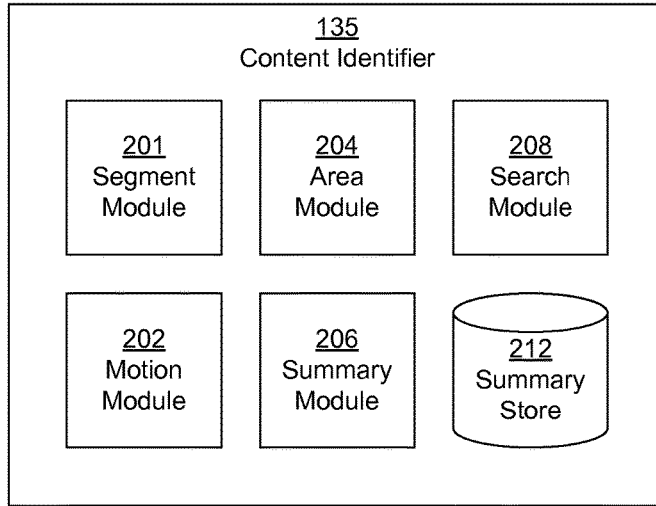 135
Content Identifier
201
Segment
Module
204
Area
Module
208
Search
Module
202
Motion
Module
206
Summary
Module
212
Summary
Store